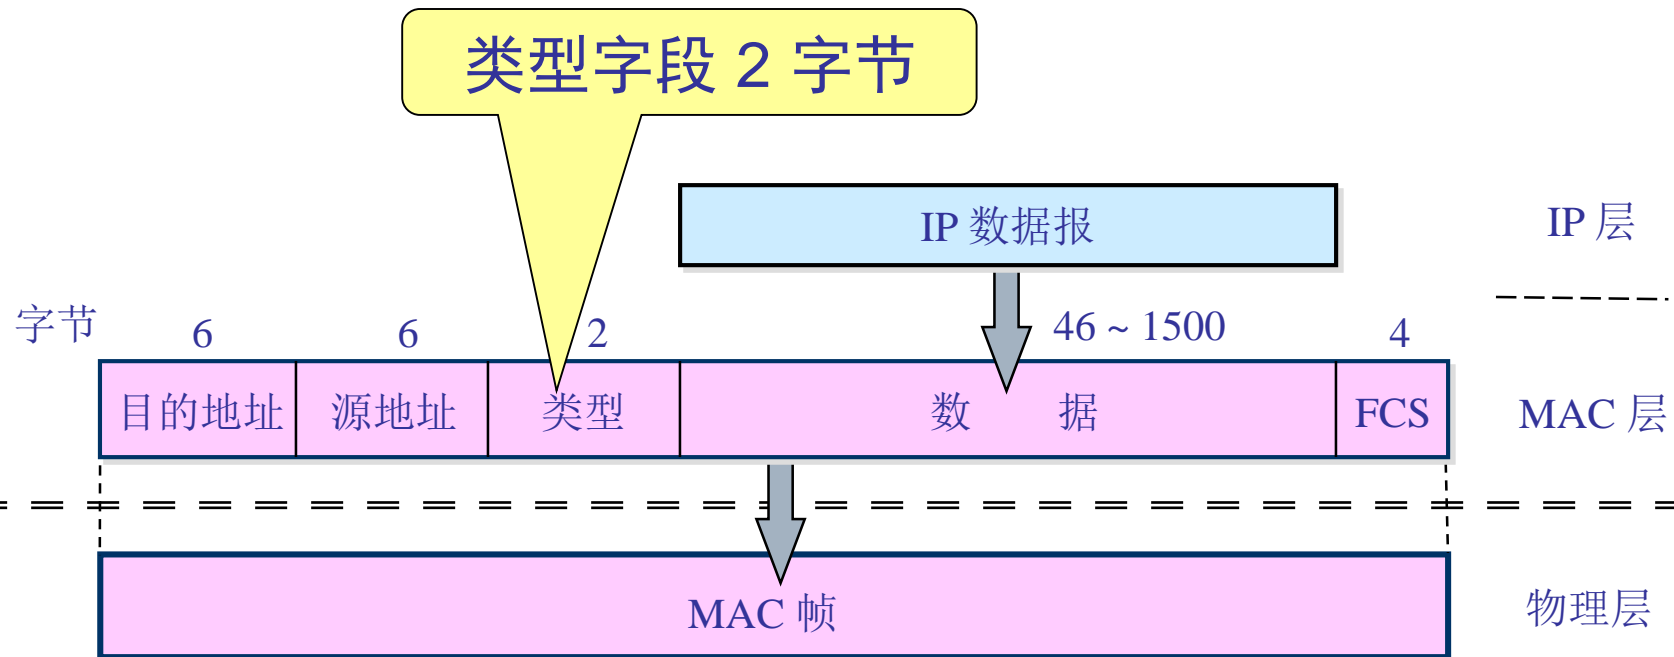 类型字段 2 字节
IP 数据报
IP 层
字节
6
6
2
46 ~ 1500
4
目的地址
源地址
类型
数 据
FCS
MAC 层
MAC 帧
物理层